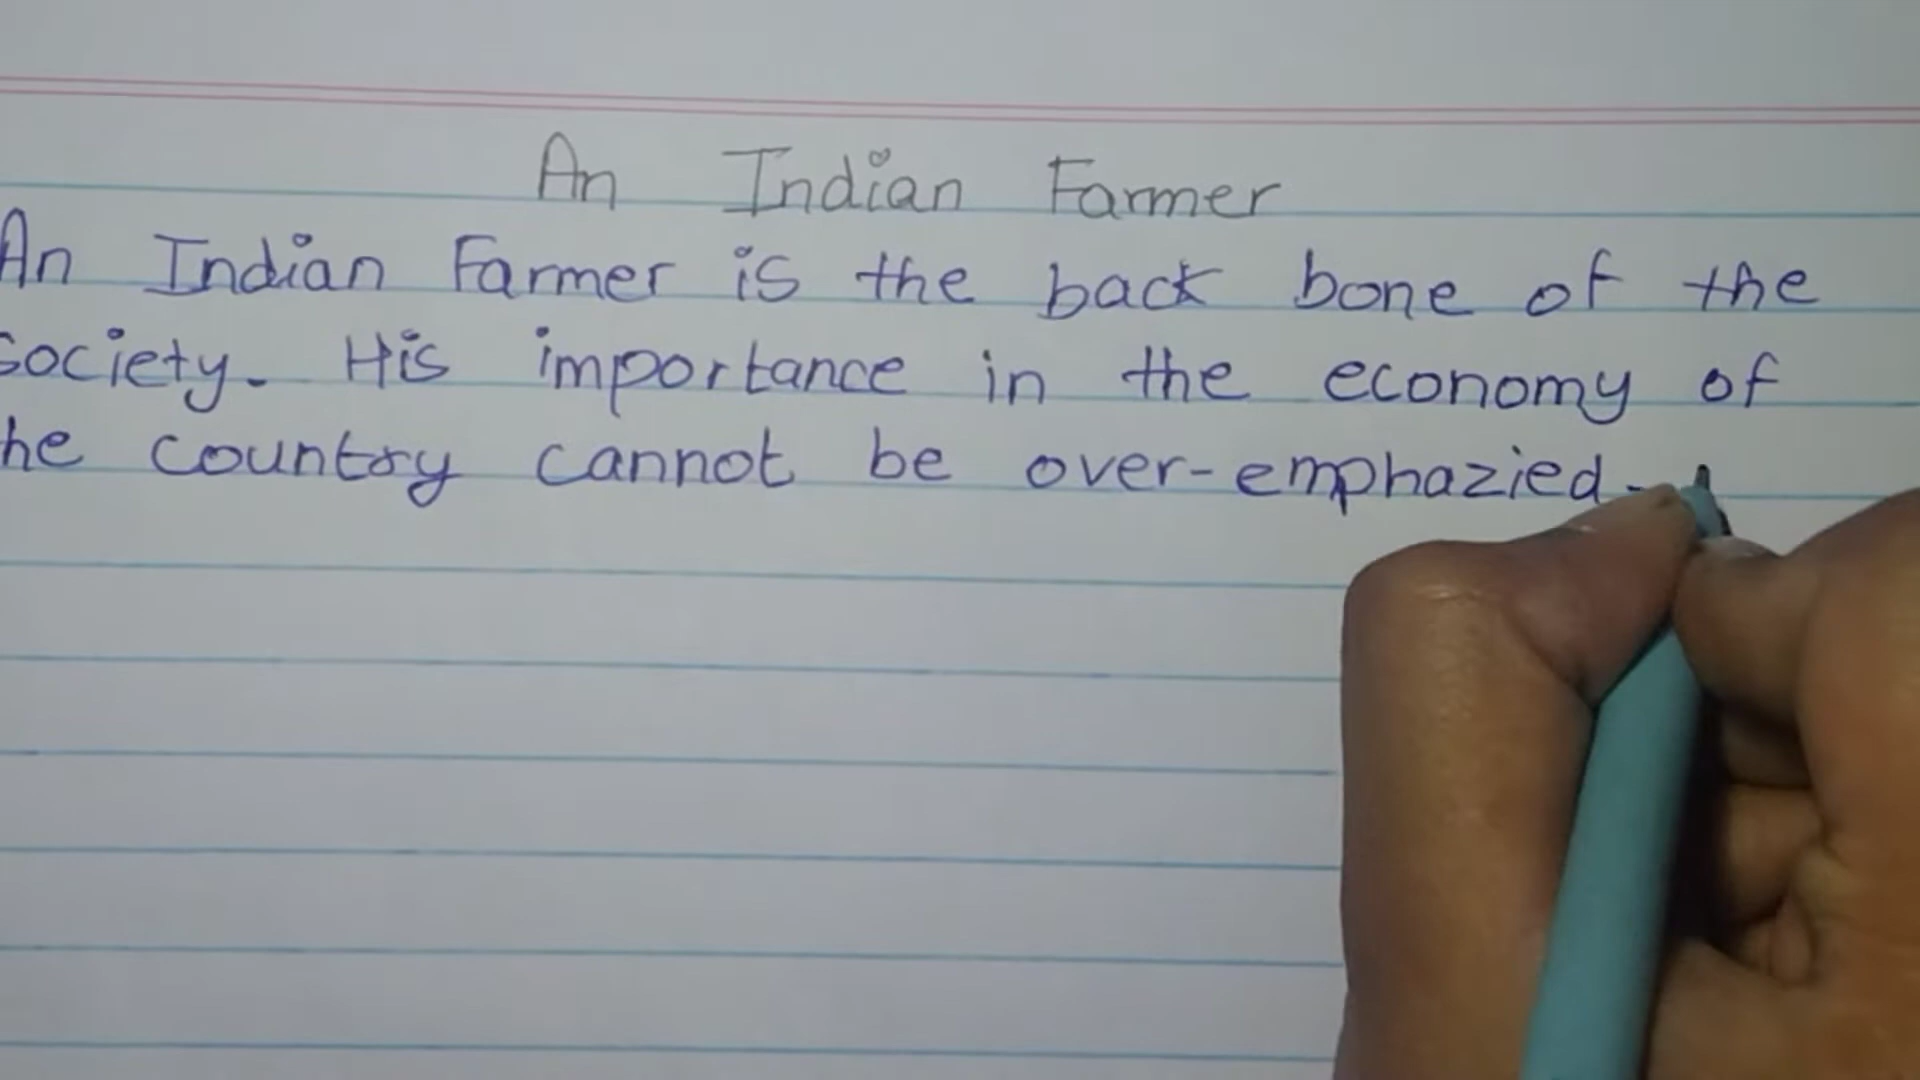 An Indian Farmer
An Indian Farmer is the back bone of the
society. His importance in the economy of
he country cannot be over-emphazied.